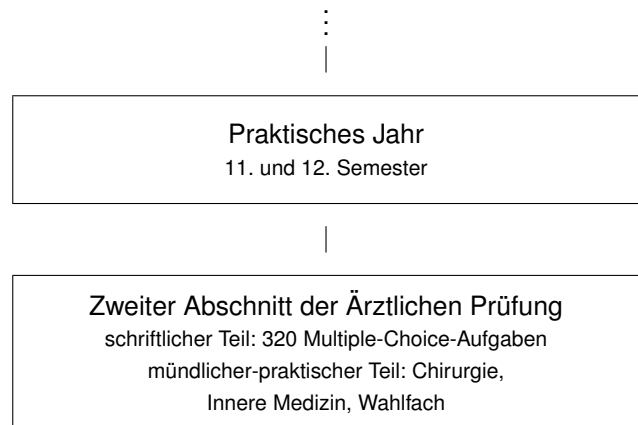 Praktisches Jahr
11. und 12. Semester
Zweiter Abschnitt der Ärztlichen Prüfung
schriftlicher Teil: 320 Multiple-Choice-Aufgaben
mündlicher-praktischer Teil: Chirurgie,
Innere Medizin, Wahlfach